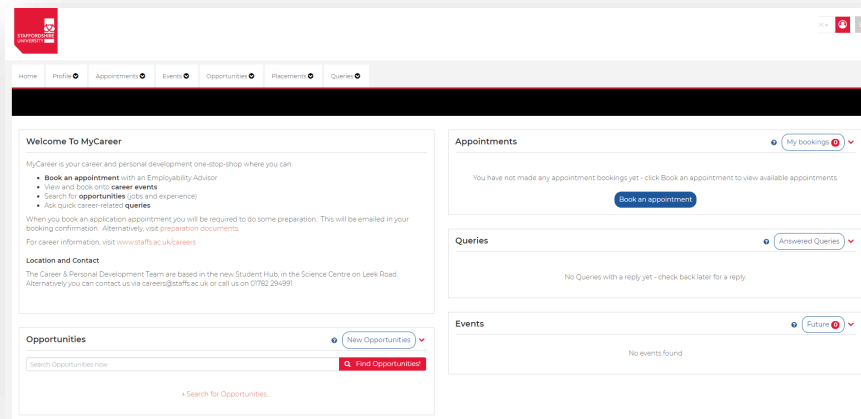 STAFFORDSHIRE
UNIVERSITY
Home Profile Appointments Events Opportunities Placements Queries
Welcome To MyCareer
MyCareer is your career and personal development one-stop-shop where you can:
Book an appointment with an Employability Advisor
View and book onto career events
Search for opportunities (jobs and experience)
Ask quick career-related queries
When you book an application appointment you will be required to do some preparation. This will be emailed in your
booking confirmation. Alternatively, visit preparation documents.
For career information, visit www.staffs.ac.uk/careers
Location and Contact
The Career & Personal Development Team are based in the new Student Hub, in the Science Centre on Leek Road.
Alternatively you can contact us via careers@staffs.ac.uk or call us on 01782 294991
Opportunities New Opportunities
Search Opportunities now Find Opportunities!
› Search for Opportunities...
Appointments My bookings 0
You have not made any appointment bookings yet - click Book an appointment to view available appointments.
Book an appointment
Queries Answered Queries
No Queries with a reply yet - check back later for a reply.
Events Future 0
No events found